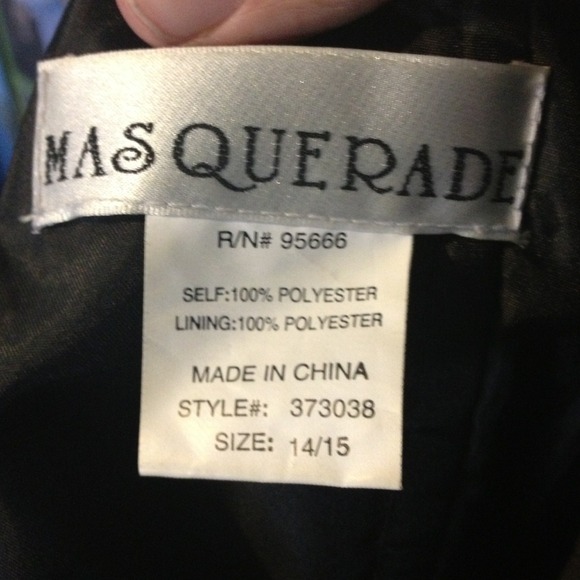 MASQUERADE
R/N# 95666
SELF:100% POLYESTER
LINING:100% POLYESTER
MADE IN CHINA
STYLE#: 373038
SIZE: 14/15